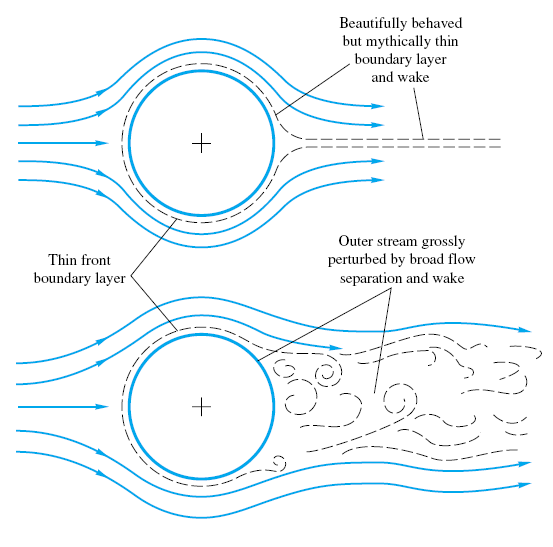 Beautifully behaved
but mythically thin
boundary layer
and wake
Thin front
boundary layer
Outer stream grossly
perturbed by broad flow
separation and wake